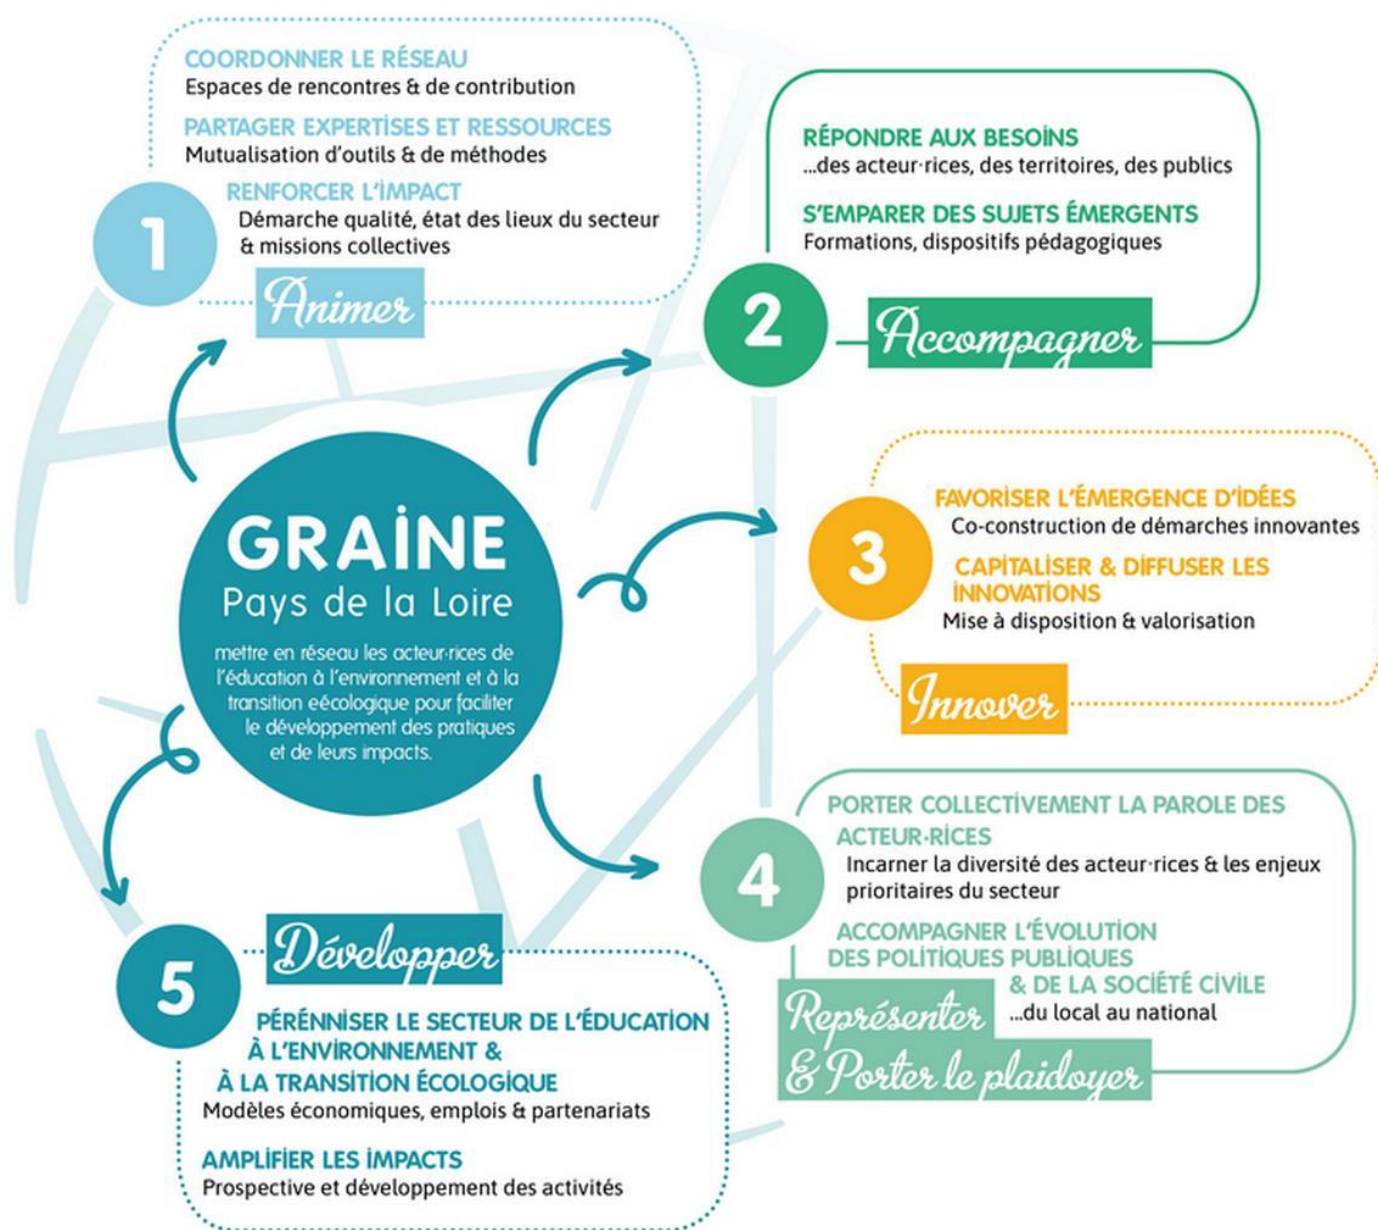 COORDONNER LE RÉSEAU
Espaces de rencontres & de contribution
PARTAGER EXPERTISES ET RESSOURCES
Mutualisation d'outils & de méthodes
RENFORCER L'IMPACT
Démarche qualité, état des lieux du secteur
& missions collectives
1
Animer
RÉPONDRE AUX BESOINS
...des acteur·rices, des territoires, des publics
S'EMPARER DES SUJETS ÉMERGENTS
Formations, dispositifs pédagogiques
2
Accompagner
GRAINE
Pays de la Loire
mettre en réseau les acteur·rices de
l'éducation à l'environnement et à la
transition eécologique pour faciliter
le développement des pratiques
et de leurs impacts.
FAVORISER L'ÉMERGENCE D'IDÉES
Co-construction de démarches innovantes
3
CAPITALISER & DIFFUSER LES
INNOVATIONS
Mise à disposition & valorisation
Innover
PORTER COLLECTIVEMENT LA PAROLE DES
ACTEUR·RICES
Incarner la diversité des acteur·rices & les enjeux
prioritaires du secteur
4
ACCOMPAGNER L'ÉVOLUTION
DES POLITIQUES PUBLIQUES
& DE LA SOCIÉTÉ CIVILE
...du local au national
Représenter
& Porter le plaidoyer
Développer
5
PÉRÉNNISER LE SECTEUR DE L'ÉDUCATION
À L'ENVIRONNEMENT &
À LA TRANSITION ÉCOLOGIQUE
Modèles économiques, emplois & partenariats
AMPLIFIER LES IMPACTS
Prospective et développement des activités